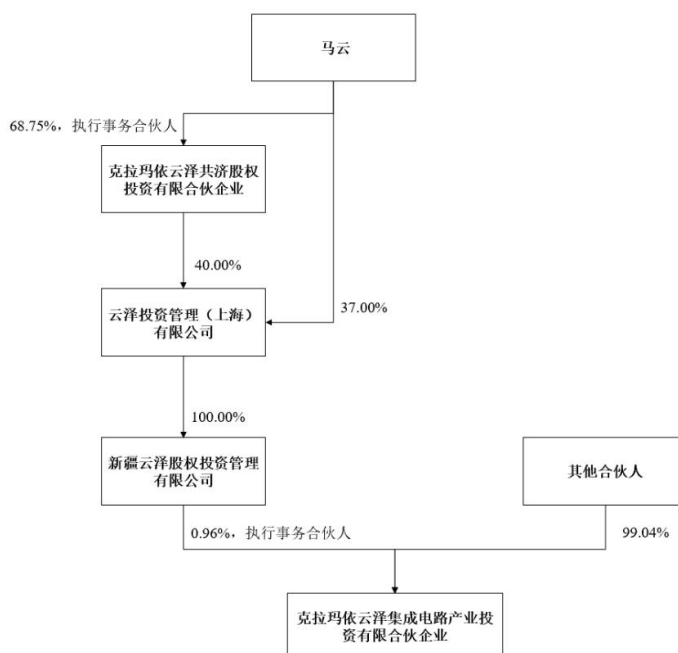 马云
68.75%，执行事务合伙人
克拉玛依云泽共济股权
投资有限合伙企业
40.00%
37.00%
云泽投资管理（上海）
有限公司
100.00%
新疆云泽股权投资管理
有限公司
其他合伙人
0.96%，执行事务合伙人
99.04%
克拉玛依云泽集成电路产业投
资有限合伙企业